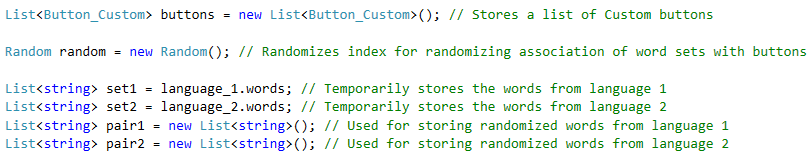 List<Button_Custom> buttons = new List<Button_Custom>(); // Stores a list of Custom buttons
Random random = new Random(); // Randomizes index for randomizing association of word sets with buttons
List<string> set1 = language_1.words; // Temporarily stores the words from language 1
List<string> set2 = language_2.words; // Temporarily stores the words from language 2
List<string> pair1 = new List<string>(); // Used for storing randomized words from language 1
List<string> pair2 = new List<string>(); // Used for storing randomized words from language 2